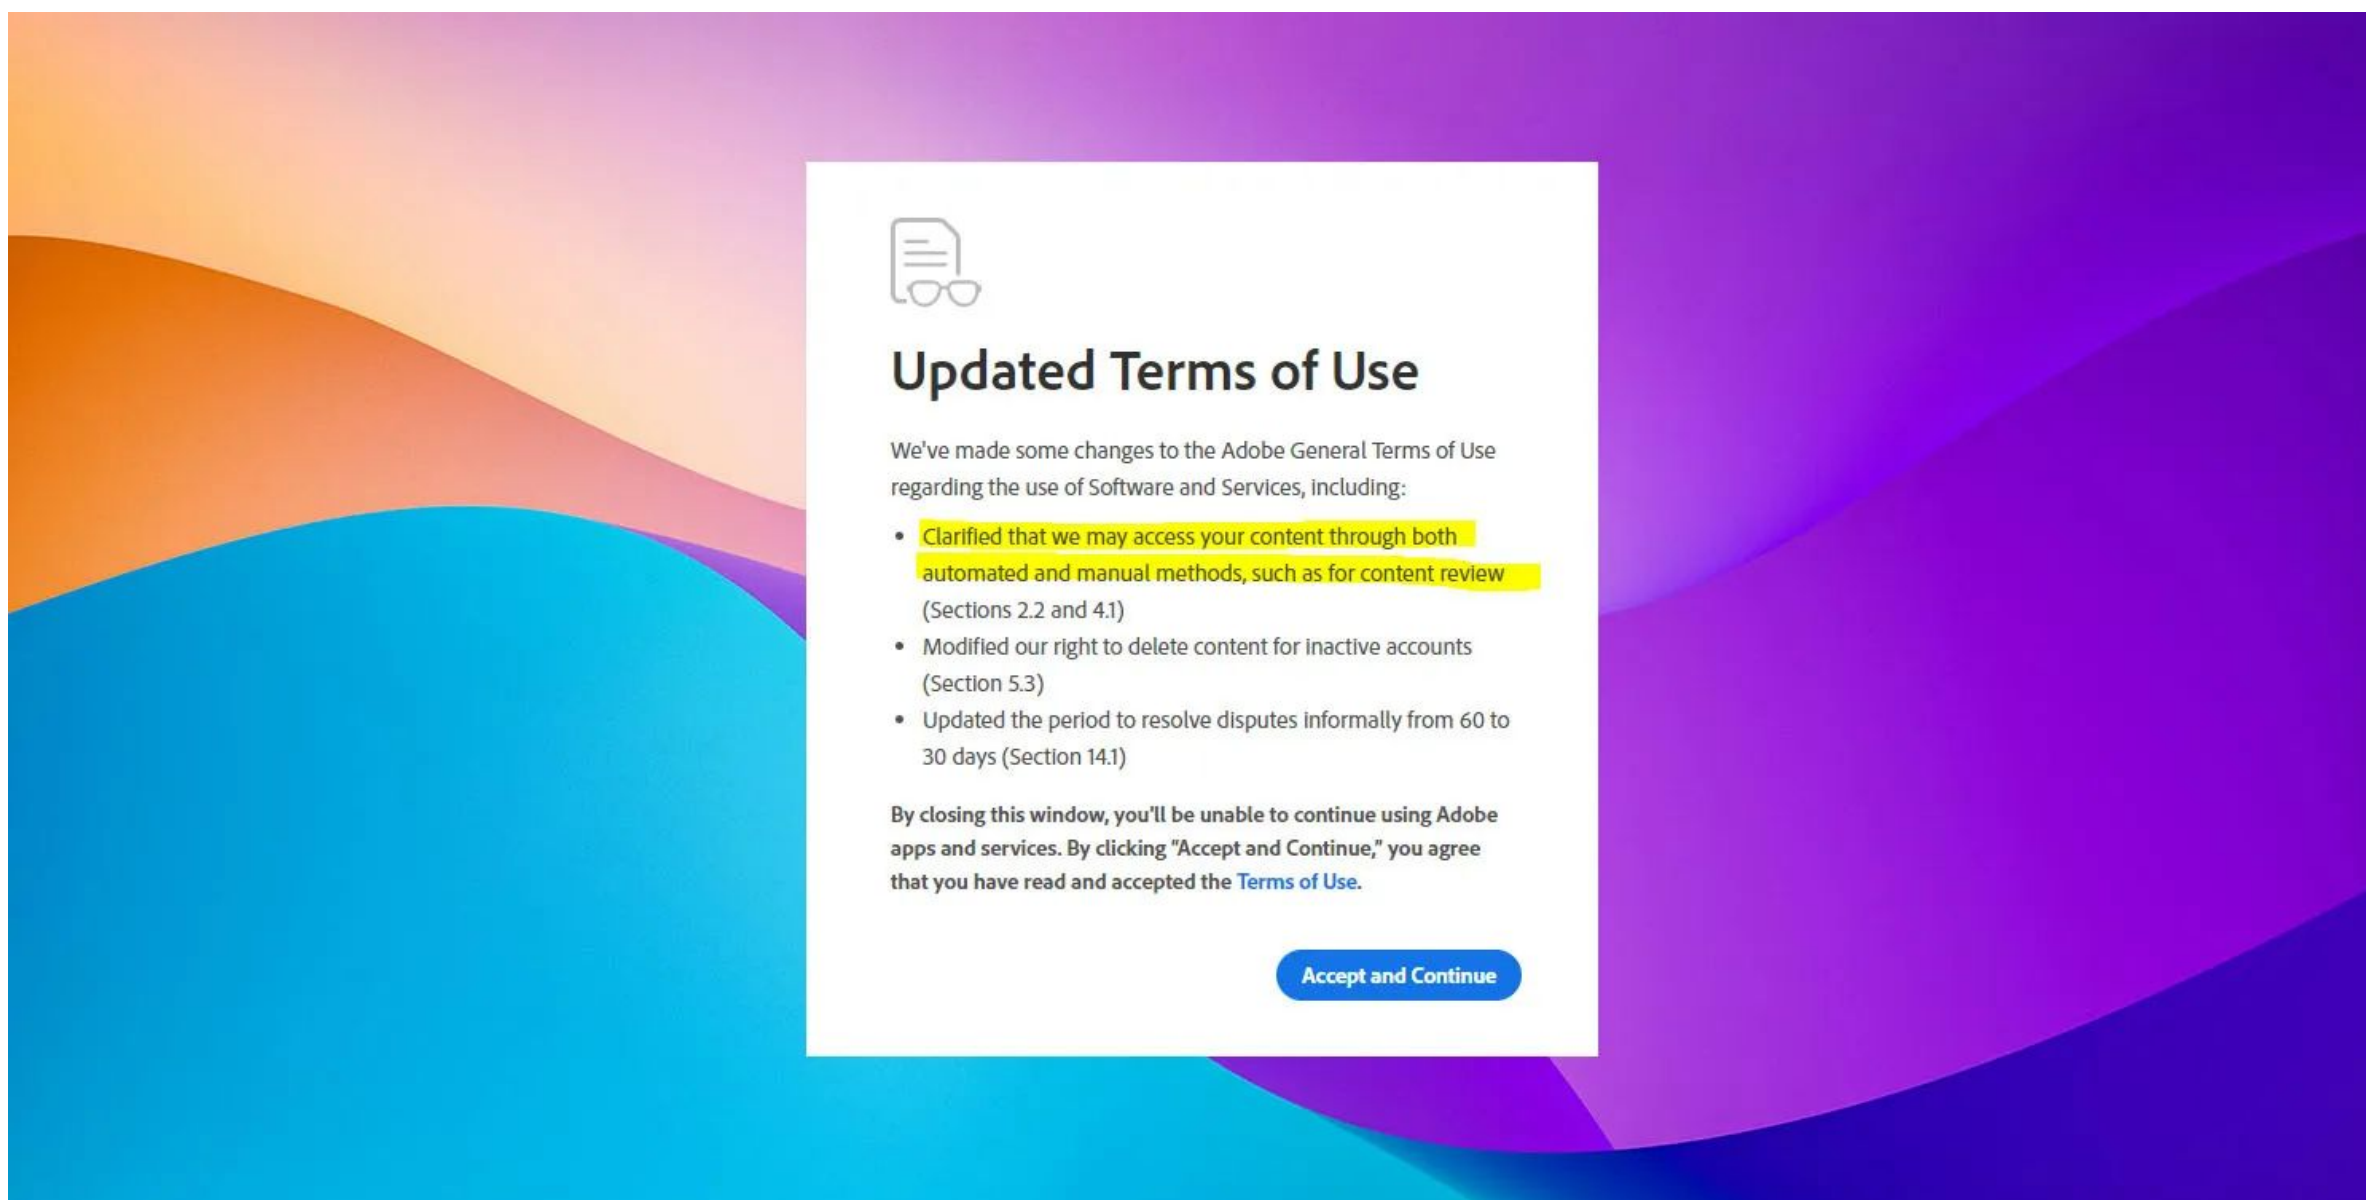 Updated Terms of Use
We've made some changes to the Adobe General Terms of Use
regarding the use of Software and Services, including:
• Clarified that we may access your content through both
automated and manual methods, such as for content review
(Sections 2.2 and 4.1)
• Modified our right to delete content for inactive accounts
(Section 5.3)
• Updated the period to resolve disputes informally from 60 to
30 days (Section 14.1)
By closing this window, you'll be unable to continue using Adobe
apps and services. By clicking "Accept and Continue," you agree
that you have read and accepted the Terms of Use.
Accept and Continue